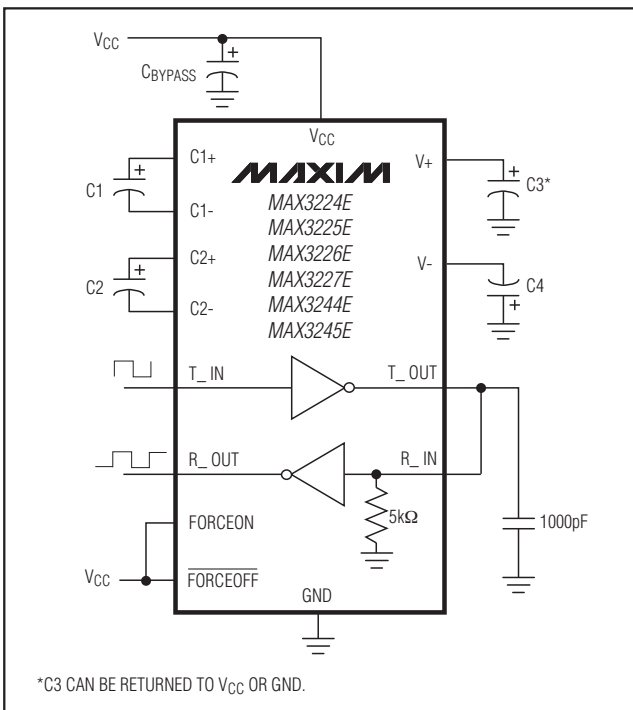 VCC
CBYPASS
+
VCC
C1+
C1-
C1
+
C2+
C2-
C2
+
MAXIM
MAX3224E
MAX3225E
MAX3226E
MAX3227E
MAX3244E
MAX3245E
V+
+
C3*
V-
C4
+
T_ IN
T_ OUT
R_ OUT
R_ IN
5kΩ
1000pF
FORCEON
VCC
FORCEOFF
GND
*C3 CAN BE RETURNED TO VCC OR GND.